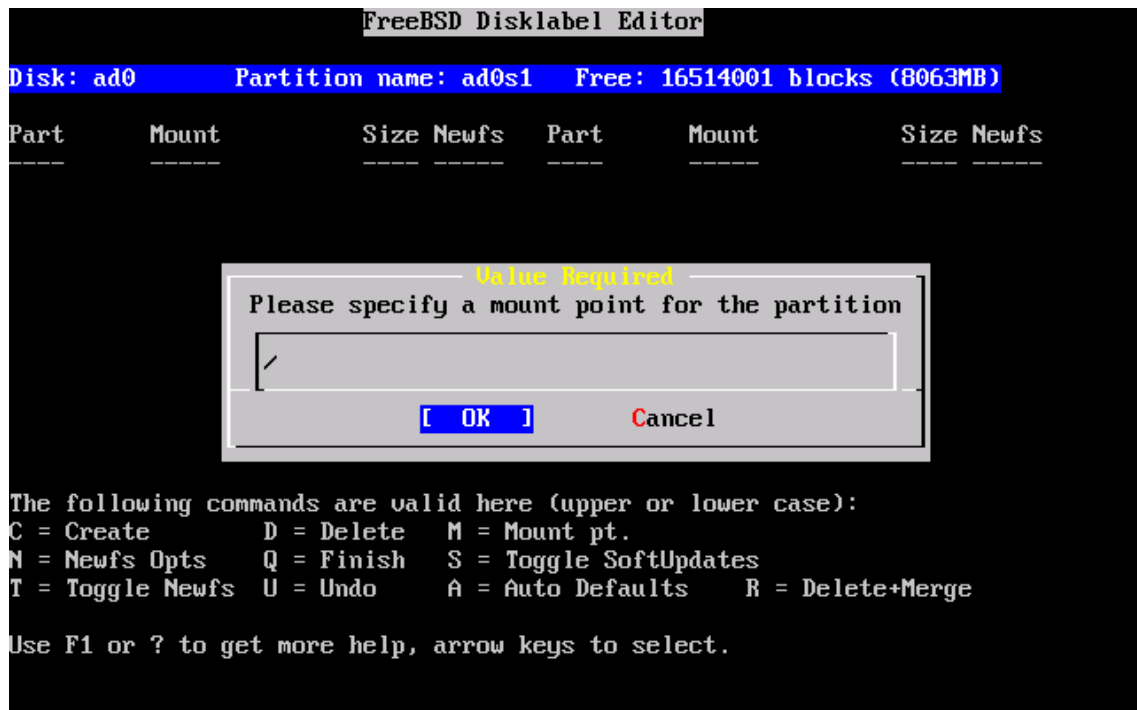 FreeBSD Disklabel Editor
Disk: ad0 Partition name: ad0s1 Free: 16514001 blocks (8063MB)
Part Mount Size Newfs Part Mount Size Newfs
---- ----- ---- ----- ---- ----- ---- -----
Value Required
Please specify a mount point for the partition
/
[ OK ] Cancel
The following commands are valid here (upper or lower case):
C = Create D = Delete M = Mount pt.
N = Newfs Opts Q = Finish S = Toggle SoftUpdates
T = Toggle Newfs U = Undo A = Auto Defaults R = Delete+Merge
Use F1 or ? to get more help, arrow keys to select.